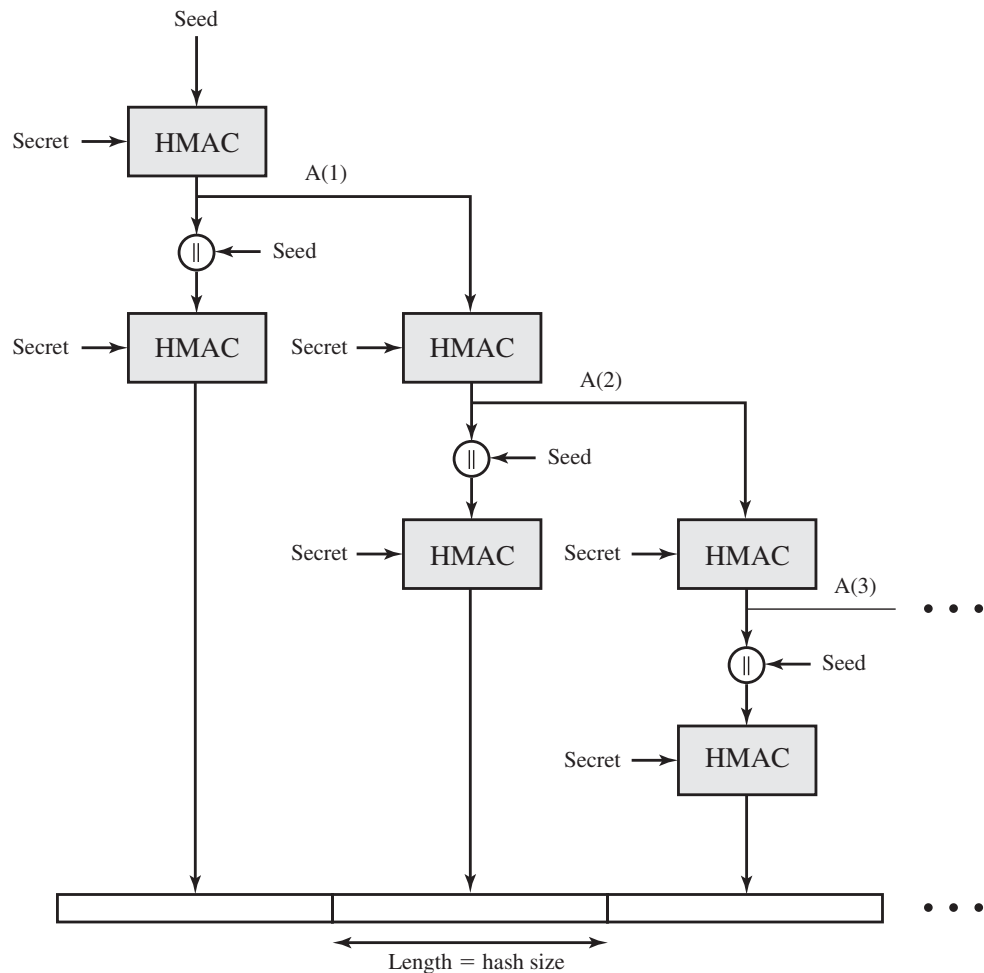 Seed
Secret
HMAC
A(1)
||
Seed
Secret
HMAC
Secret
HMAC
A(2)
||
Seed
Secret
HMAC
Secret
HMAC
A(3)
• • •
||
Seed
Secret
HMAC
• • •
Length = hash size